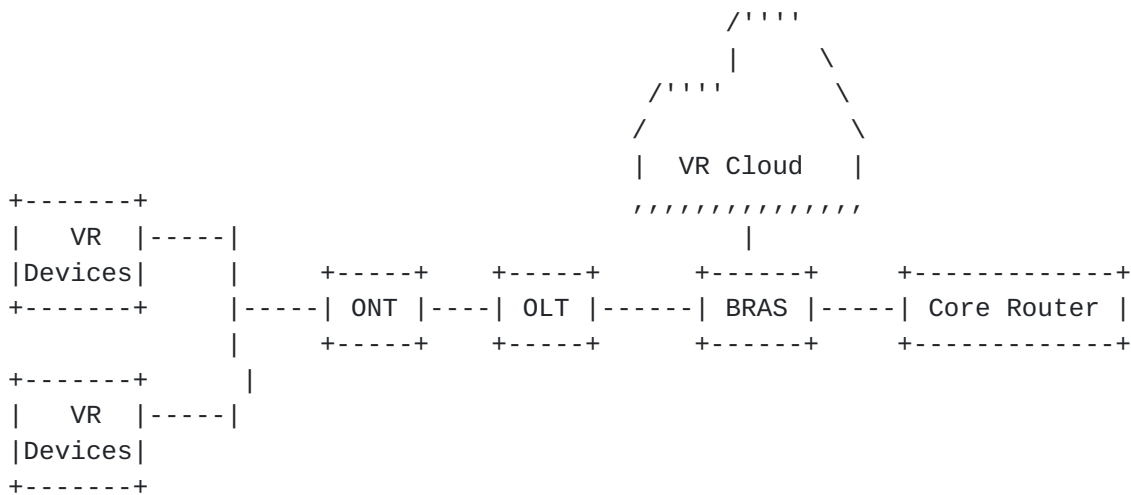 VR Cloud
VR
Devices
ONT OLT BRAS Core Router
VR
Devices